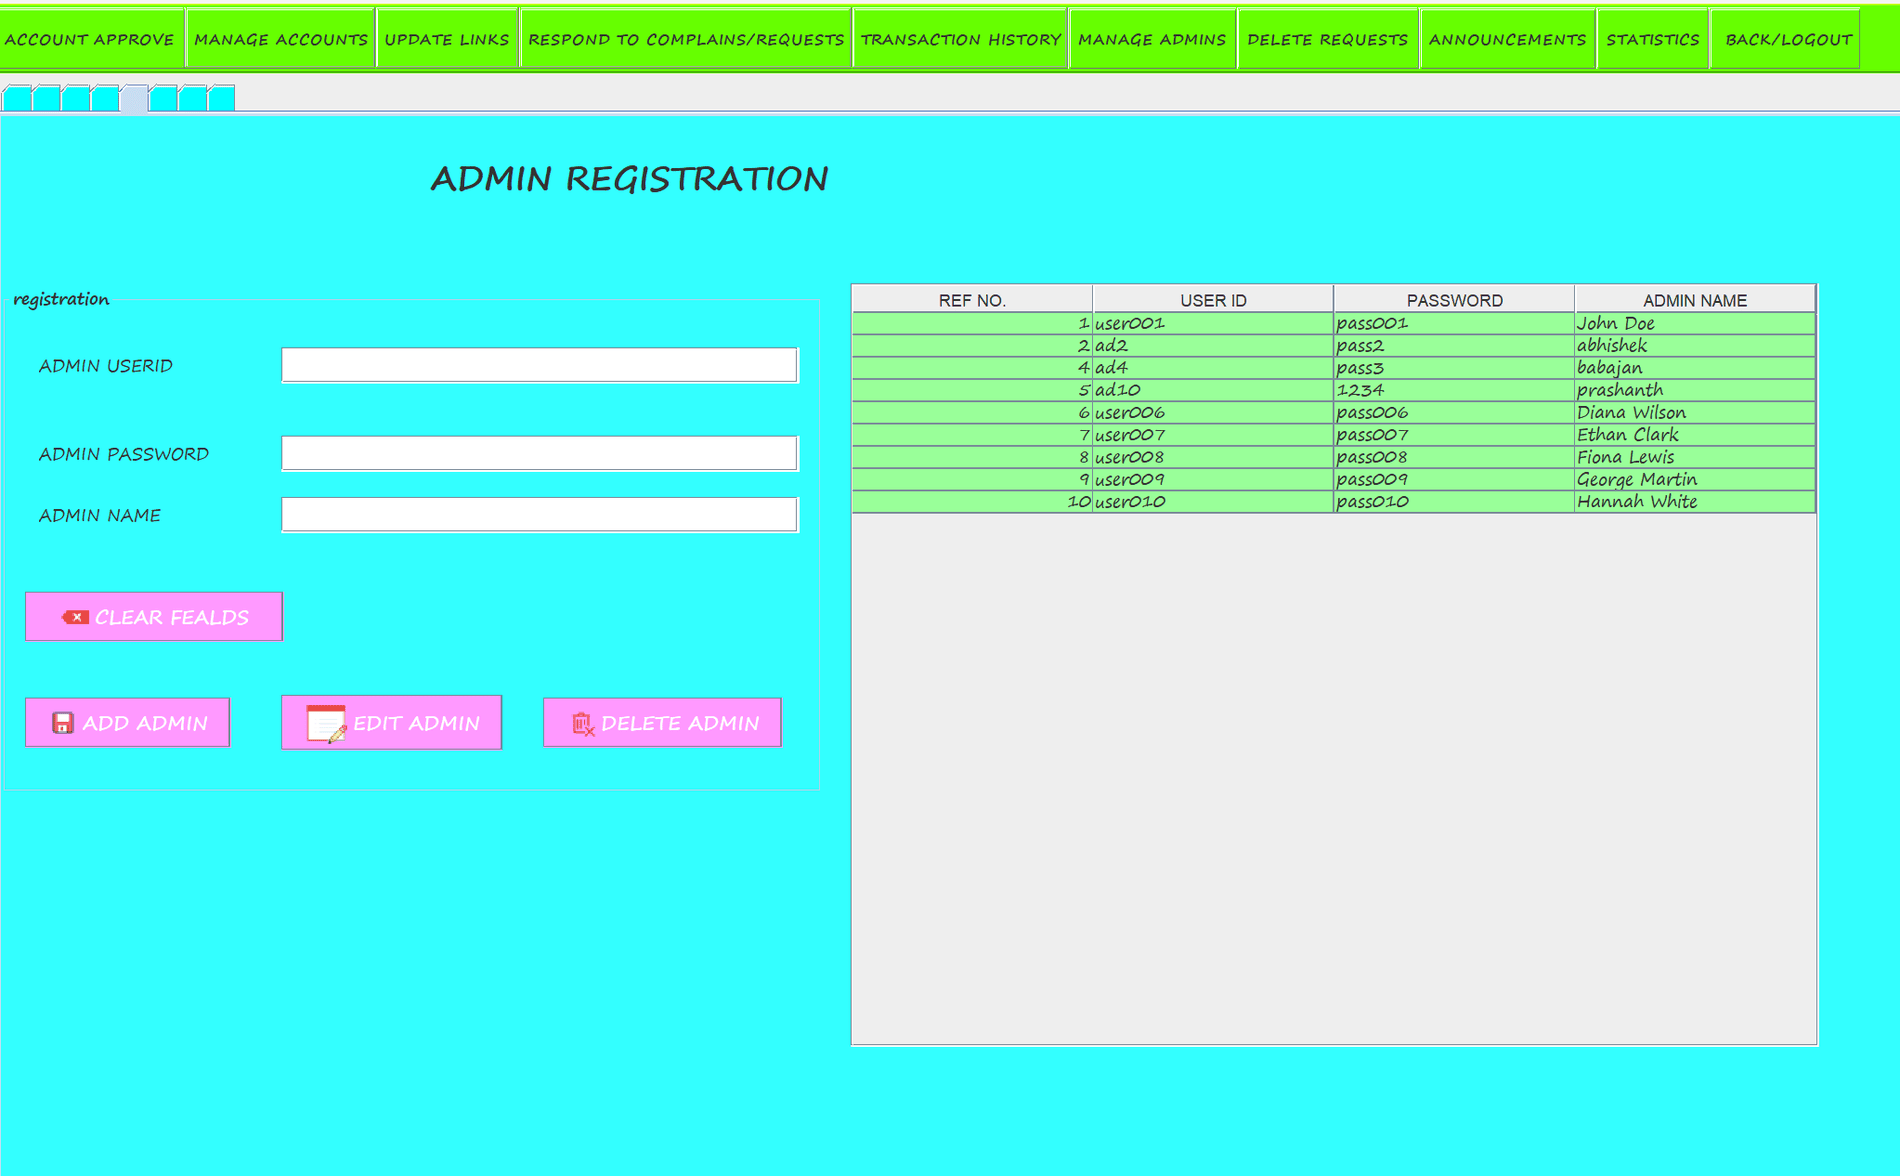 ACCOUNT APPROVE MANAGE ACCOUNTS UPDATE LINKS RESPOND TO COMPLAINS/REQUESTS TRANSACTION HISTORY MANAGE ADMINS DELETE REQUESTS ANNOUNCEMENTS STATISTICS BACK/LOGOUT
ADMIN REGISTRATION
registration
ADMIN USERID
ADMIN PASSWORD
ADMIN NAME
CLEAR FEALDS
ADD ADMIN EDIT ADMIN DELETE ADMIN
REF NO. USER ID PASSWORD ADMIN NAME
1 user001 pass001 John Doe
2 ad2 pass2 abhishek
4 ad4 pass3 babajan
5 ad10 1234 prashanth
6 user006 pass006 Diana Wilson
7 user007 pass007 Ethan Clark
8 user008 pass008 Fiona Lewis
9 user009 pass009 George Martin
10 user010 pass010 Hannah White